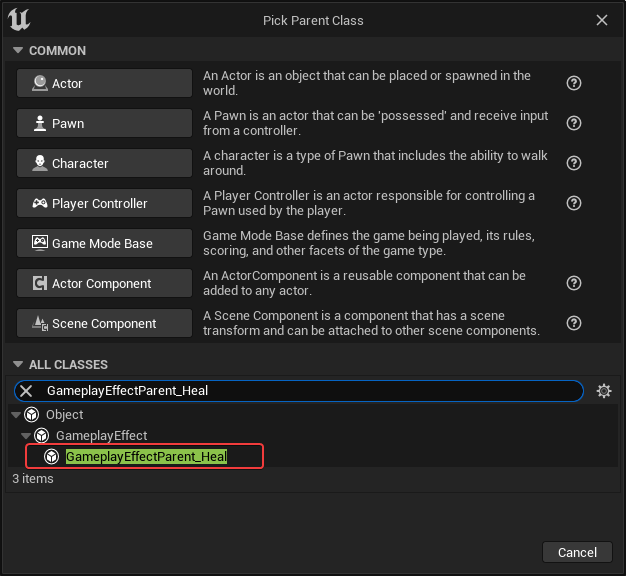 Pick Parent Class
COMMON
Actor
An Actor is an object that can be placed or spawned in the
world.
Pawn
A Pawn is an actor that can be 'possessed' and receive input
from a controller.
Character
A character is a type of Pawn that includes the ability to walk
around.
Player Controller
A Player Controller is an actor responsible for controlling a
Pawn used by the player.
Game Mode Base
Game Mode Base defines the game being played, its rules,
scoring, and other facets of the game type.
Actor Component
An ActorComponent is a reusable component that can be
added to any actor.
Scene Component
A Scene Component is a component that has a scene
transform and can be attached to other scene components.
ALL CLASSES
GameplayEffectParent_Heal
Object
GameplayEffect
GameplayEffectParent_Heal
3 items
Cancel